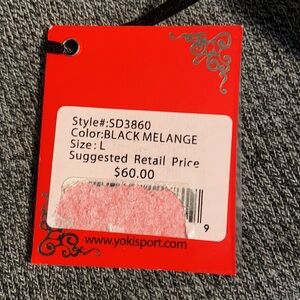 Style#:SD3860
Color:BLACK MELANGE
Size: L
Suggested Retail Price
$60.00
9
www.yokisport.com